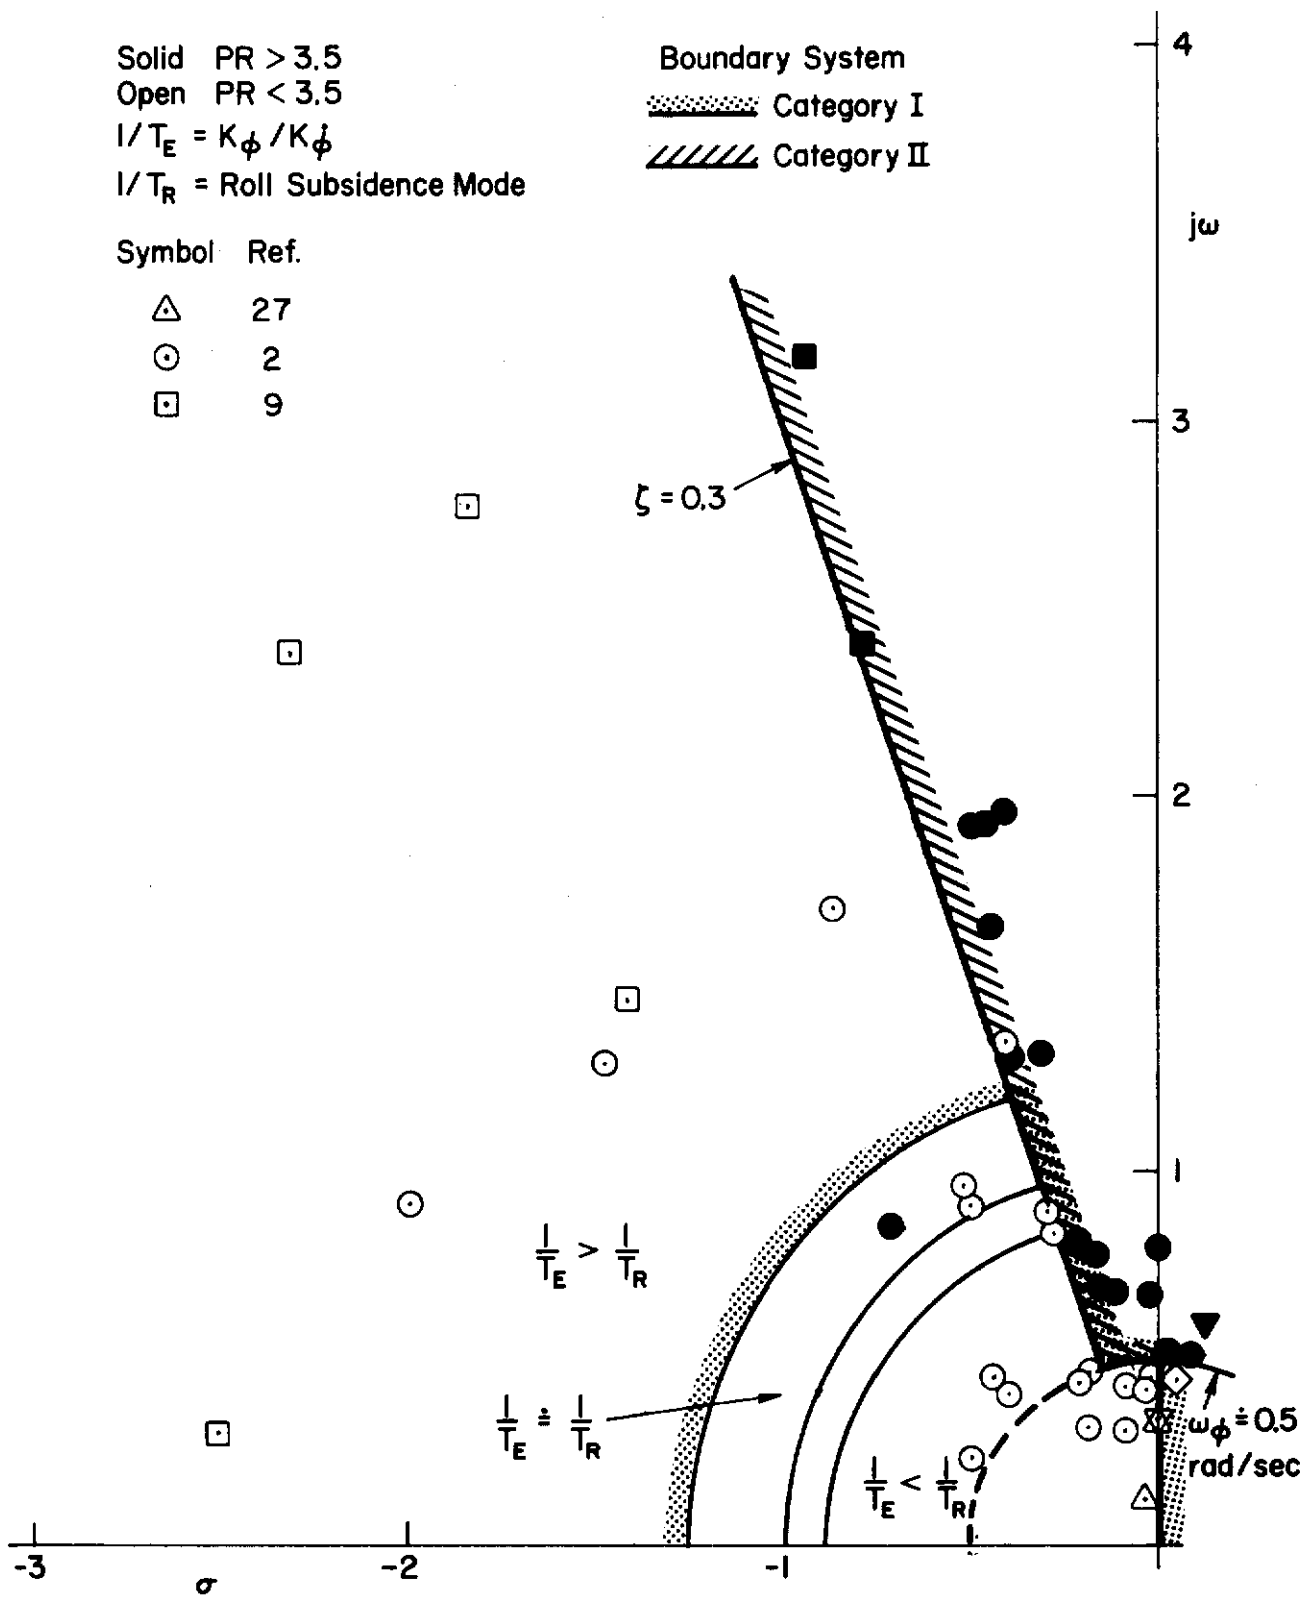 Solid PR > 3.5
Open PR < 3.5
1/T_E = K_φ / K_φ̇
1/T_R = Roll Subsidence Mode
Symbol Ref.
27
2
9
Boundary System
Category I
Category II
4
jω
3
ζ = 0.3
2
1
1/T_E > 1/T_R
1/T_E ≐ 1/T_R
1/T_E < 1/T_R
ω_φ ≐ 0.5
rad/sec
-3 -2 -1
σ